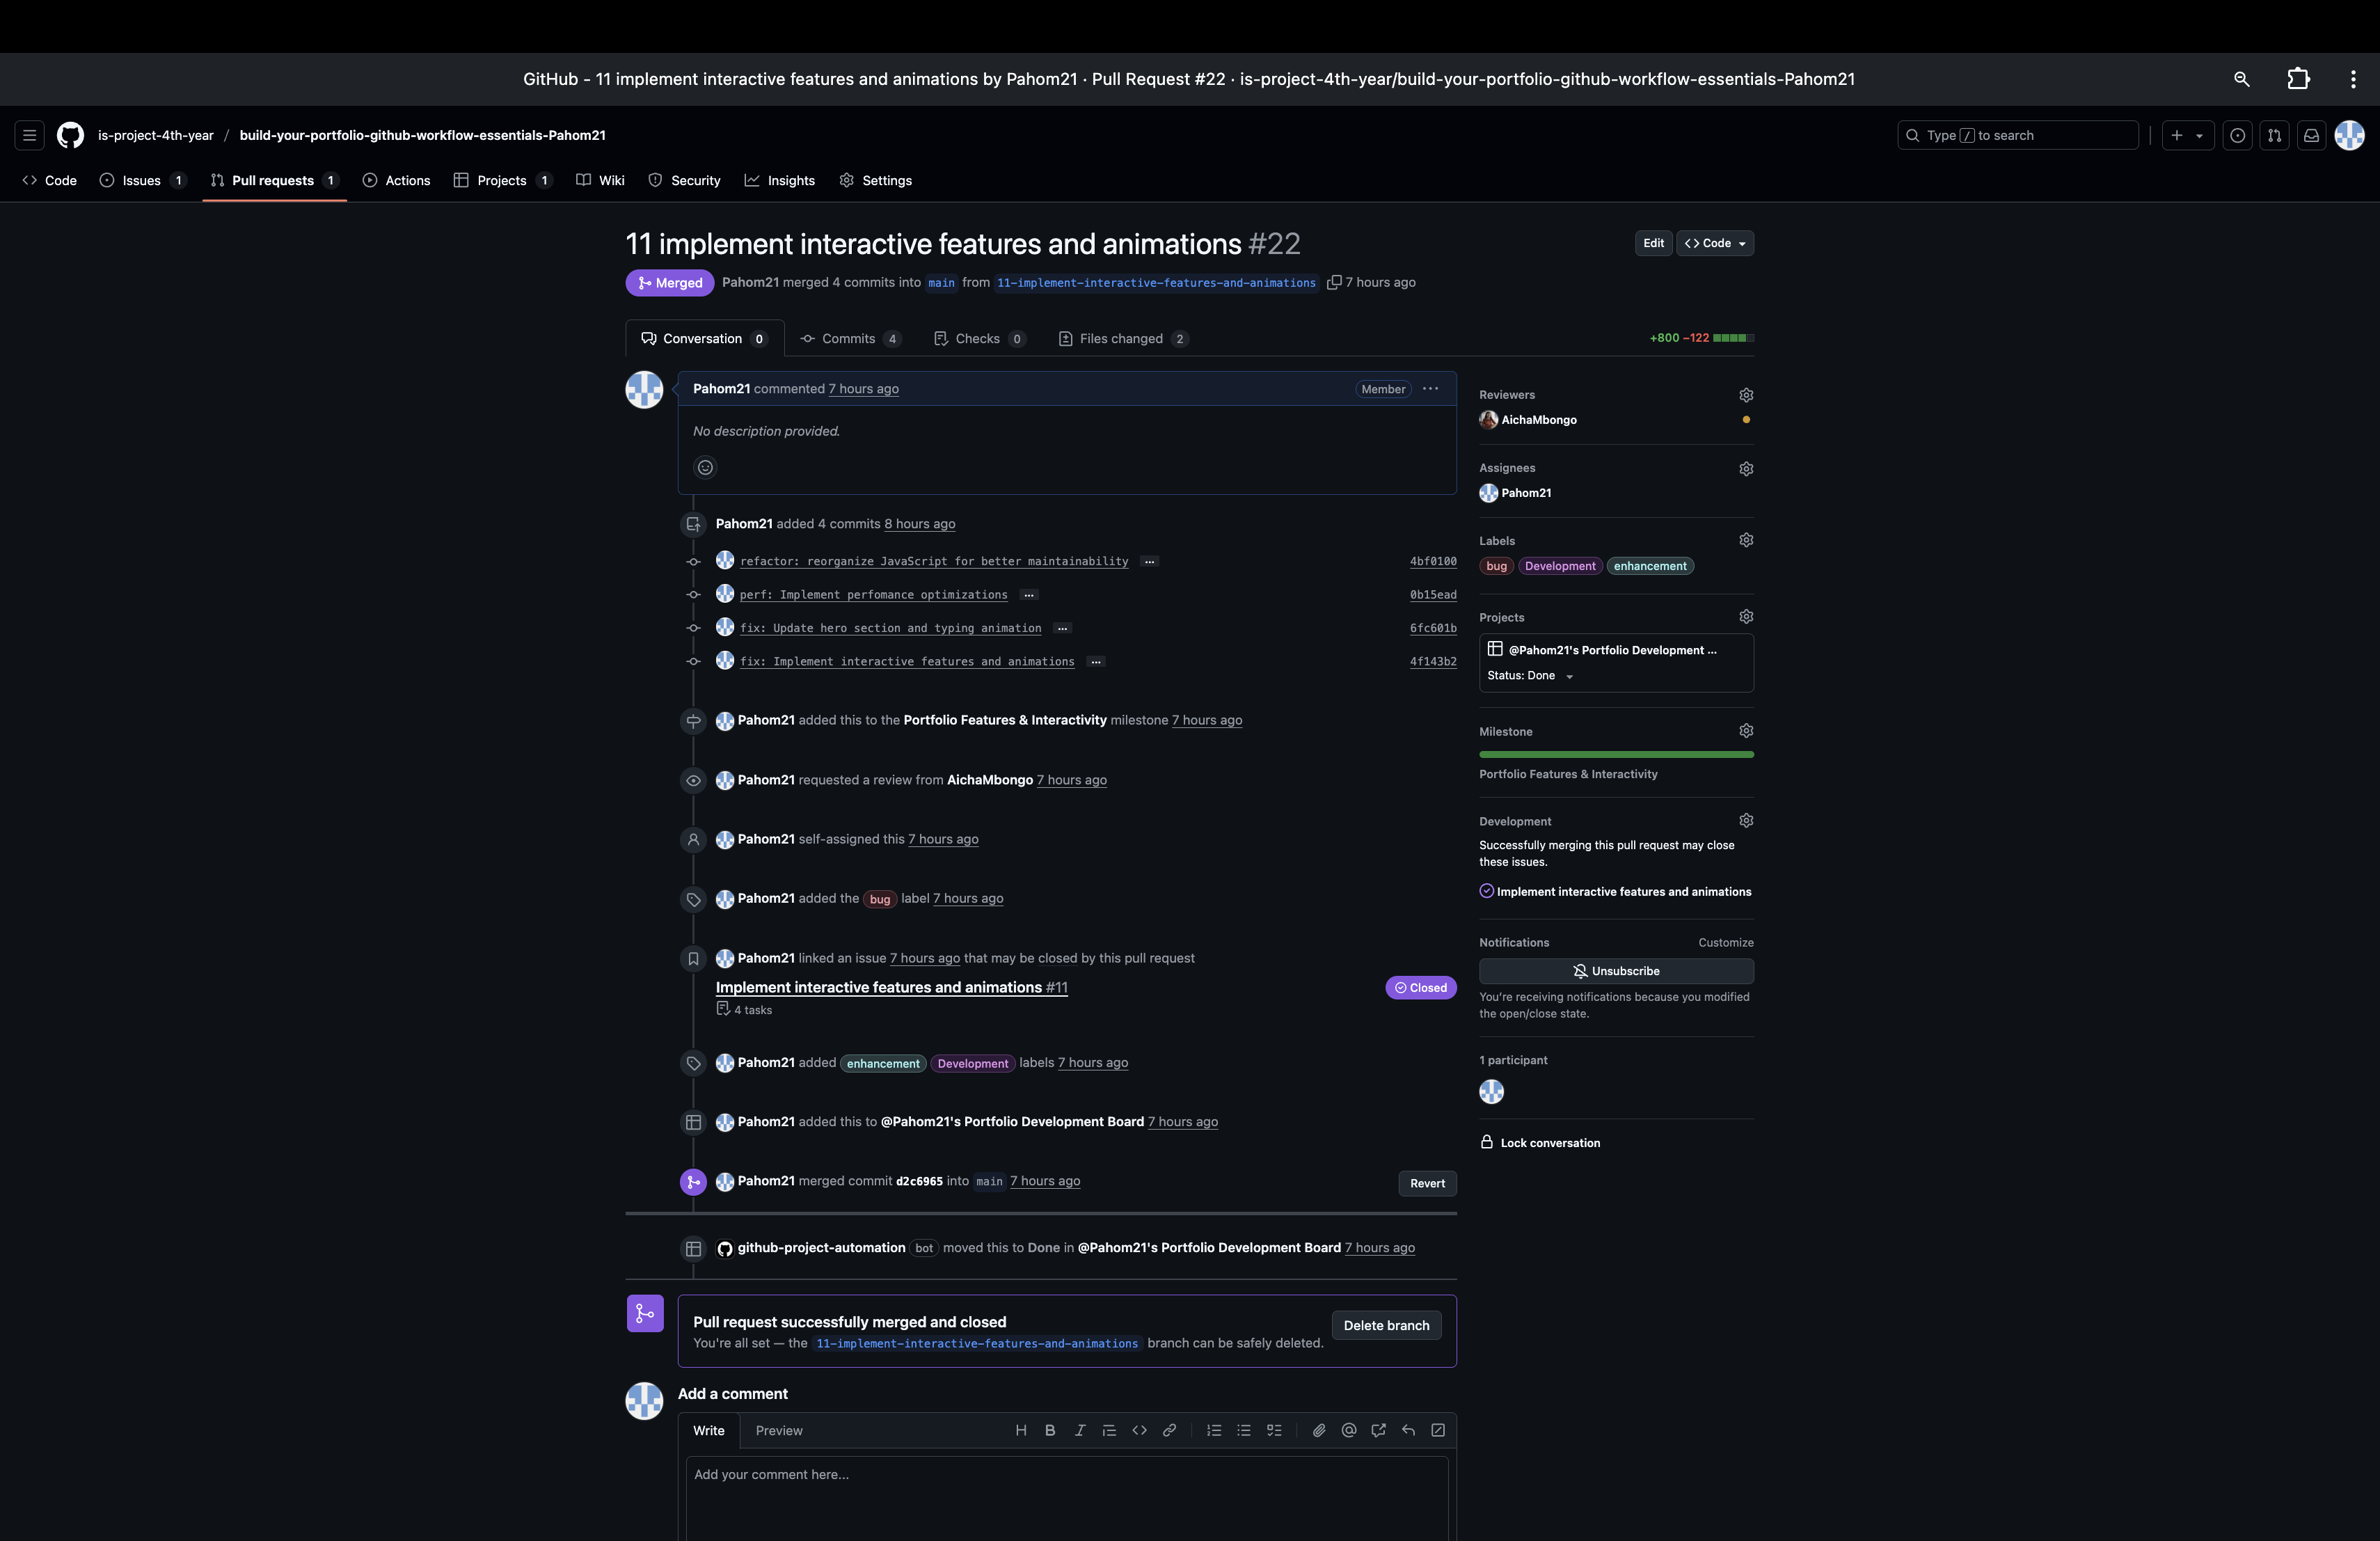 GitHub - 11 implement interactive features and animations by Pahom21 · Pull Request #22 · is-project-4th-year/build-your-portfolio-github-workflow-essentials-Pahom21
is-project-4th-year / build-your-portfolio-github-workflow-essentials-Pahom21
Type / to search
Code
Issues 1
Pull requests 1
Actions
Projects 1
Wiki
Security
Insights
Settings
11 implement interactive features and animations #22
Edit
Code
Merged
Pahom21 merged 4 commits into main from 11-implement-interactive-features-and-animations 7 hours ago
Conversation 0
Commits 4
Checks 0
Files changed 2
+800 −122
Pahom21 commented 7 hours ago
Member
No description provided.
Pahom21 added 4 commits 8 hours ago
refactor: reorganize JavaScript for better maintainability ... 4bf0100
perf: Implement perfomance optimizations ... 0b15ead
fix: Update hero section and typing animation ... 6fc601b
fix: Implement interactive features and animations ... 4f143b2
Pahom21 added this to the Portfolio Features & Interactivity milestone 7 hours ago
Pahom21 requested a review from AichaMbongo 7 hours ago
Pahom21 self-assigned this 7 hours ago
Pahom21 added the bug label 7 hours ago
Pahom21 linked an issue 7 hours ago that may be closed by this pull request
Implement interactive features and animations #11
Closed
4 tasks
Pahom21 added enhancement Development labels 7 hours ago
Pahom21 added this to @Pahom21's Portfolio Development Board 7 hours ago
Pahom21 merged commit d2c6965 into main 7 hours ago
Revert
github-project-automation bot moved this to Done in @Pahom21's Portfolio Development Board 7 hours ago
Pull request successfully merged and closed
You're all set — the 11-implement-interactive-features-and-animations branch can be safely deleted.
Delete branch
Add a comment
Write
Preview
Add your comment here...
Reviewers
AichaMbongo
Assignees
Pahom21
Labels
bug Development enhancement
Projects
@Pahom21's Portfolio Development ...
Status: Done
Milestone
Portfolio Features & Interactivity
Development
Successfully merging this pull request may close
these issues.
Implement interactive features and animations
Notifications
Customize
Unsubscribe
You're receiving notifications because you modified
the open/close state.
1 participant
Lock conversation